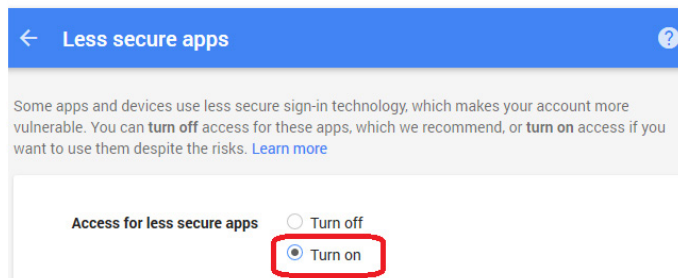 Less secure apps
Some apps and devices use less secure sign-in technology, which makes your account more
vulnerable. You can turn off access for these apps, which we recommend, or turn on access if you
want to use them despite the risks. Learn more
Access for less secure apps
Turn off
Turn on